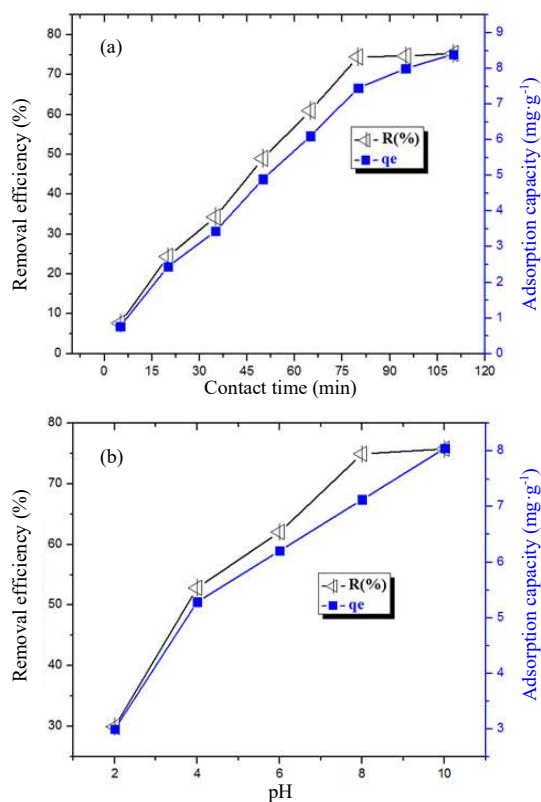 (a)
Removal efficiency (%)
80
70
60
50
40
30
20
10
0
R(%)
qe
9
8
7
6
5
4
3
2
1
0
Adsorption capacity (mg·g⁻¹)
0 15 30 45 60 75 90 105 120
Contact time (min)
(b)
Removal efficiency (%)
80
70
60
50
40
30
R(%)
qe
8
7
6
5
4
3
Adsorption capacity (mg·g⁻¹)
2 4 6 8 10
pH